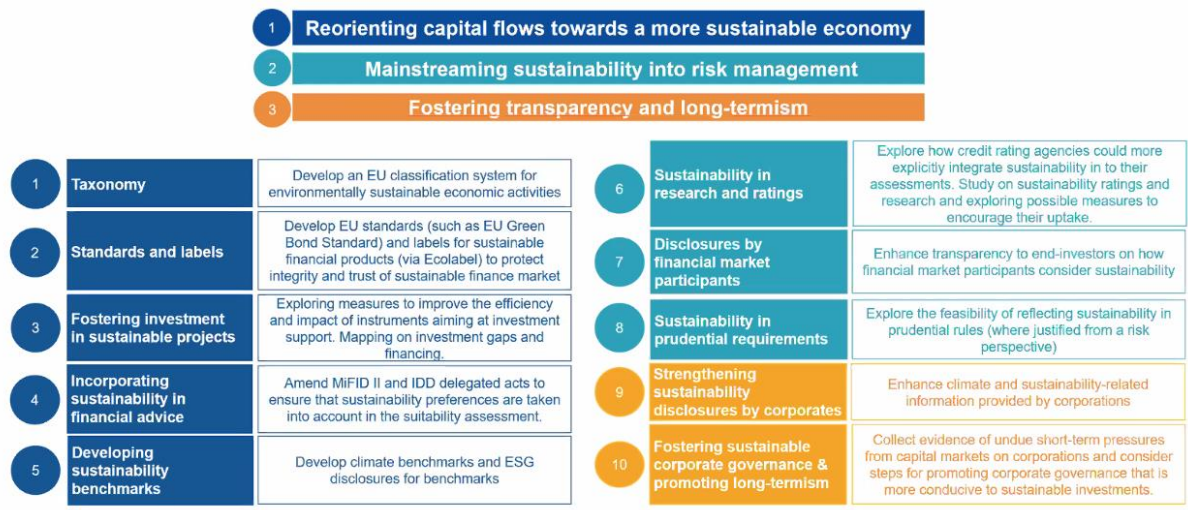 1 Reorienting capital flows towards a more sustainable economy
2 Mainstreaming sustainability into risk management
3 Fostering transparency and long-termism
1 Taxonomy
Develop an EU classification system for
environmentally sustainable economic activities
2 Standards and labels
Develop EU standards (such as EU Green
Bond Standard) and labels for sustainable
financial products (via Ecolabel) to protect
integrity and trust of sustainable finance market
3 Fostering investment
in sustainable projects
Exploring measures to improve the efficiency
and impact of instruments aiming at investment
support. Mapping on investment gaps and
financing.
4 Incorporating
sustainability in
financial advice
Amend MiFID II and IDD delegated acts to
ensure that sustainability preferences are taken
into account in the suitability assessment.
5 Developing
sustainability
benchmarks
Develop climate benchmarks and ESG
disclosures for benchmarks
6 Sustainability in
research and ratings
Explore how credit rating agencies could more
explicitly integrate sustainability in to their
assessments. Study on sustainability ratings and
research and exploring possible measures to
encourage their uptake.
7 Disclosures by
financial market
participants
Enhance transparency to end-investors on how
financial market participants consider sustainability
8 Sustainability in
prudential requirements
Explore the feasibility of reflecting sustainability in
prudential rules (where justified from a risk
perspective)
9 Strengthening
sustainability
disclosures by corporates
Enhance climate and sustainability-related
information provided by corporations
10 Fostering sustainable
corporate governance &
promoting long-termism
Collect evidence of undue short-term pressures
from capital markets on corporations and consider
steps for promoting corporate governance that is
more conducive to sustainable investments.